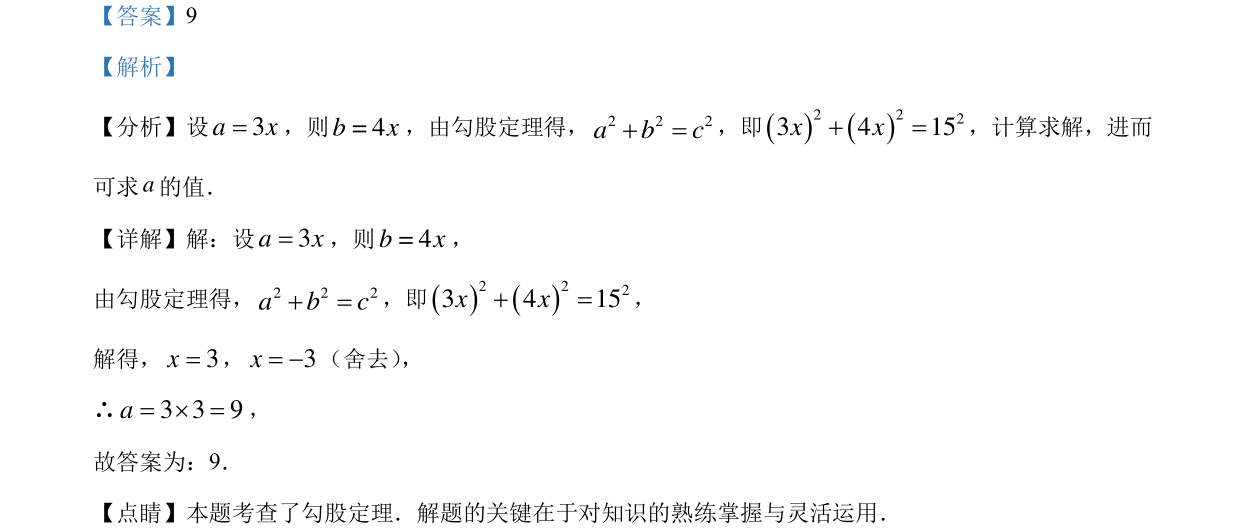 【答案】9
【解析】
【分析】设a=3x，则b=4x，由勾股定理得，a²+b²=c²，即(3x)²+(4x)²=15²，计算求解，进而
可求a的值．
【详解】解：设a=3x，则b=4x，
由勾股定理得，a²+b²=c²，即(3x)²+(4x)²=15²，
解得，x=3，x=−3（舍去），
∴a=3×3=9，
故答案为：9．
【点睛】本题考查了勾股定理．解题的关键在于对知识的熟练掌握与灵活运用．